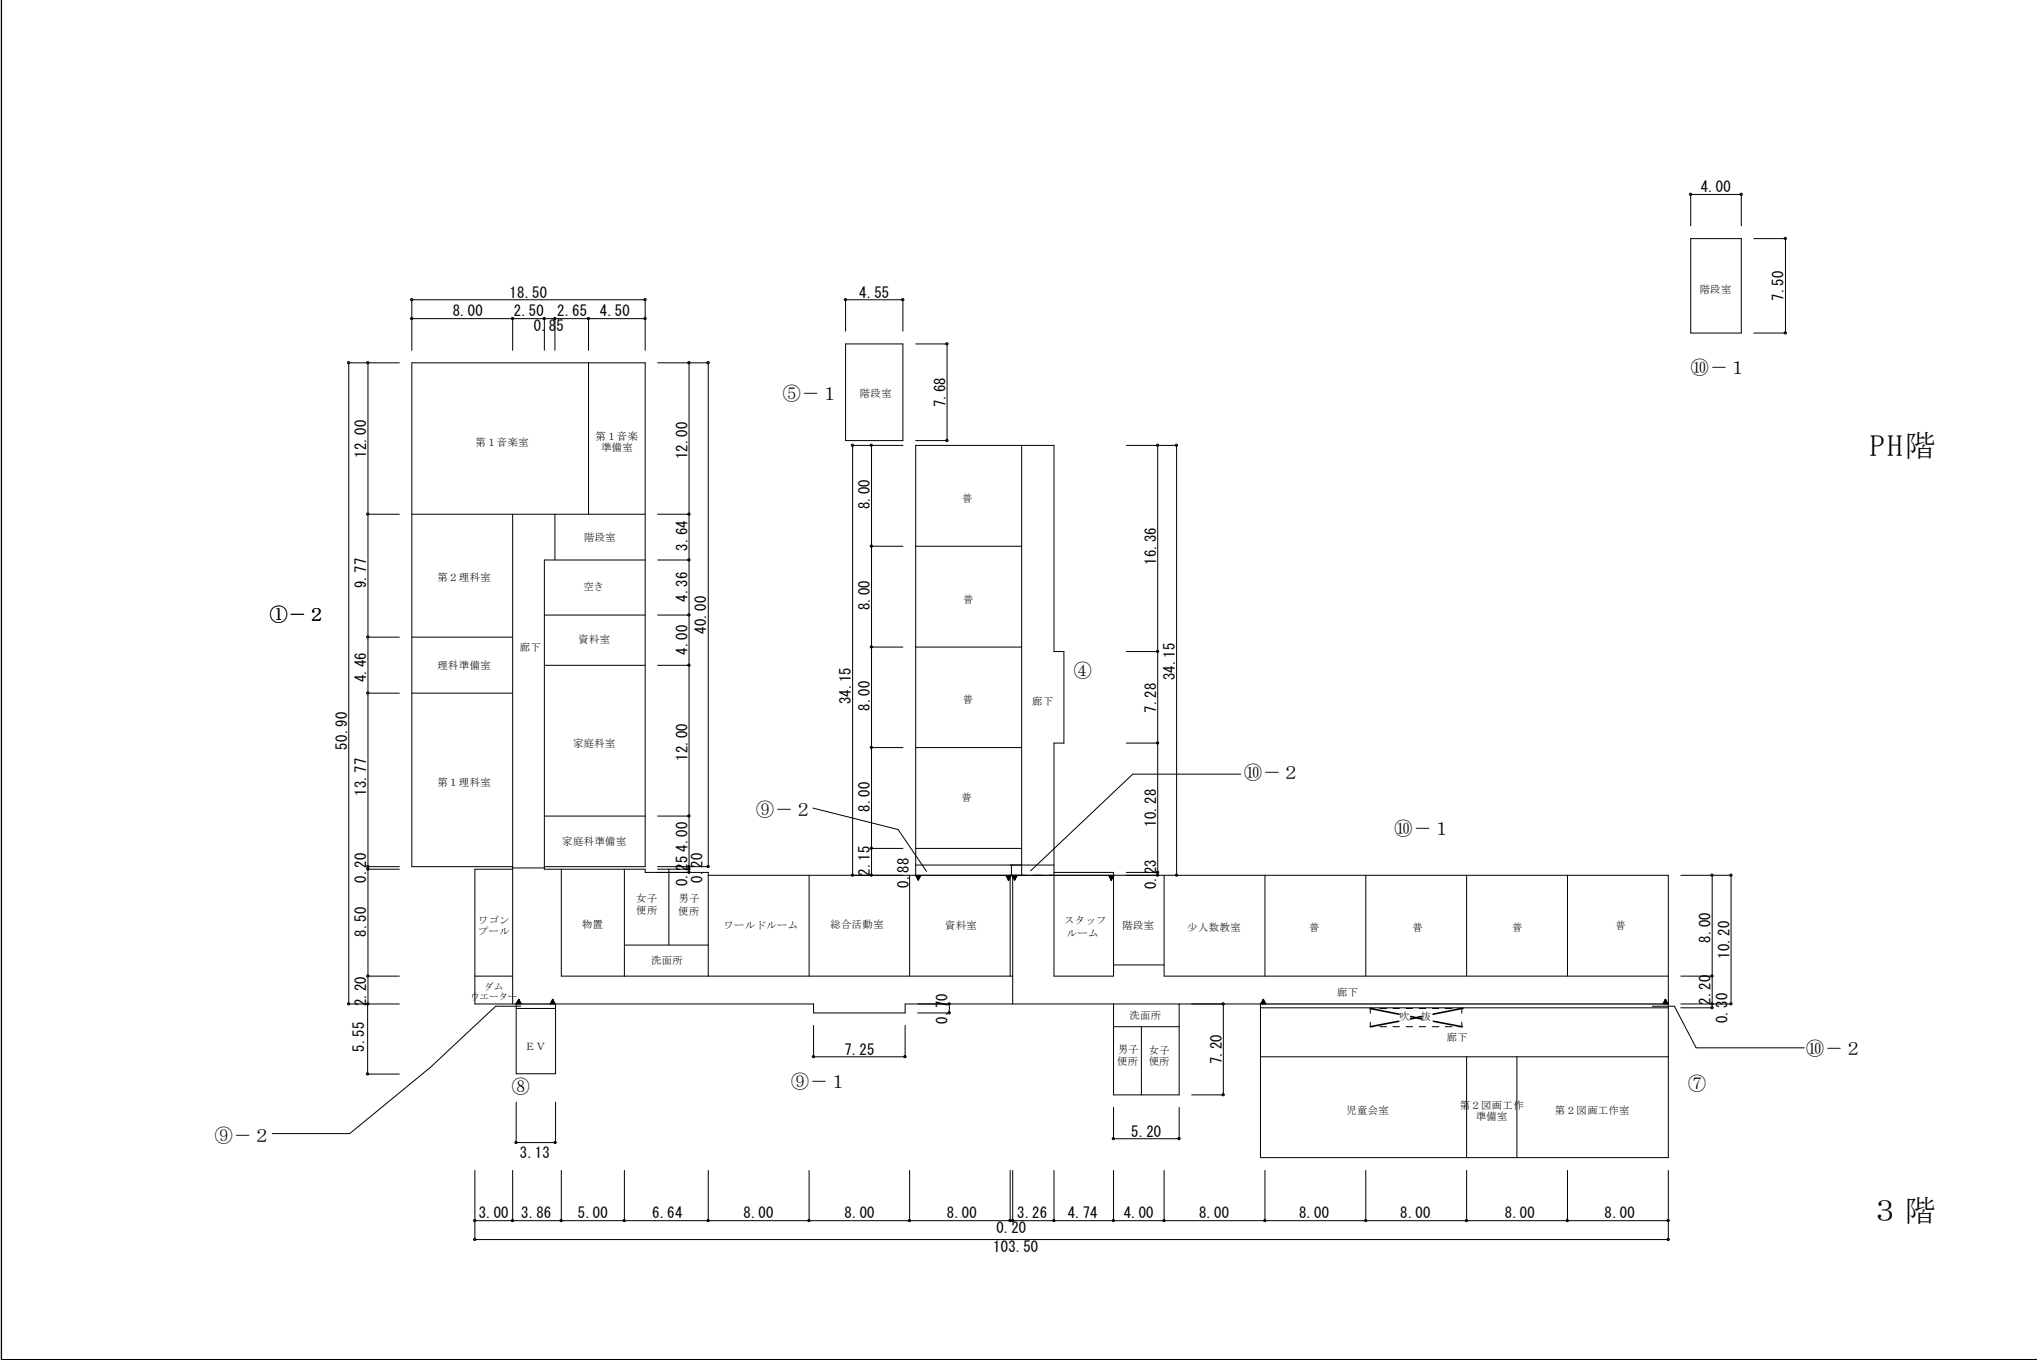 4.00
階段室
7.50
⑩－1
PH階
18.50
8.00
2.50
2.65
4.50
0.85
4.55
⑤－1
階段室
7.68
12.00
第１音楽室
第１音楽
準備室
12.00
9.77
第２理科室
階段室
3.64
空き
4.36
40.00
①－2
資料室
4.00
廊下
4.46
理科準備室
50.90
13.77
第１理科室
家庭科室
12.00
家庭科準備室
4.00
0.25
0.20
0.20
8.00
普
16.36
8.00
普
34.15
34.15
④
8.00
普
廊下
7.28
8.00
普
10.28
⑨－2
⑩－2
2.15
0.88
0.23
⑩－1
8.50
ワゴン
プール
物置
女子
便所
男子
便所
洗面所
ワールドルーム
総合活動室
資料室
スタッフ
ルーム
階段室
少人数教室
普
普
普
普
8.00
10.20
2.20
ダム
ウエーター
廊下
2.20
0.30
0.70
5.55
ＥＶ
⑧
7.25
⑨－1
洗面所
男子
便所
女子
便所
7.20
吹 抜
廊下
⑩－2
⑦
児童会室
第２図画工作
準備室
第２図画工作室
⑨－2
3.13
5.20
3.00
3.86
5.00
6.64
8.00
8.00
8.00
3.26
4.74
4.00
8.00
8.00
8.00
8.00
8.00
0.20
103.50
３階